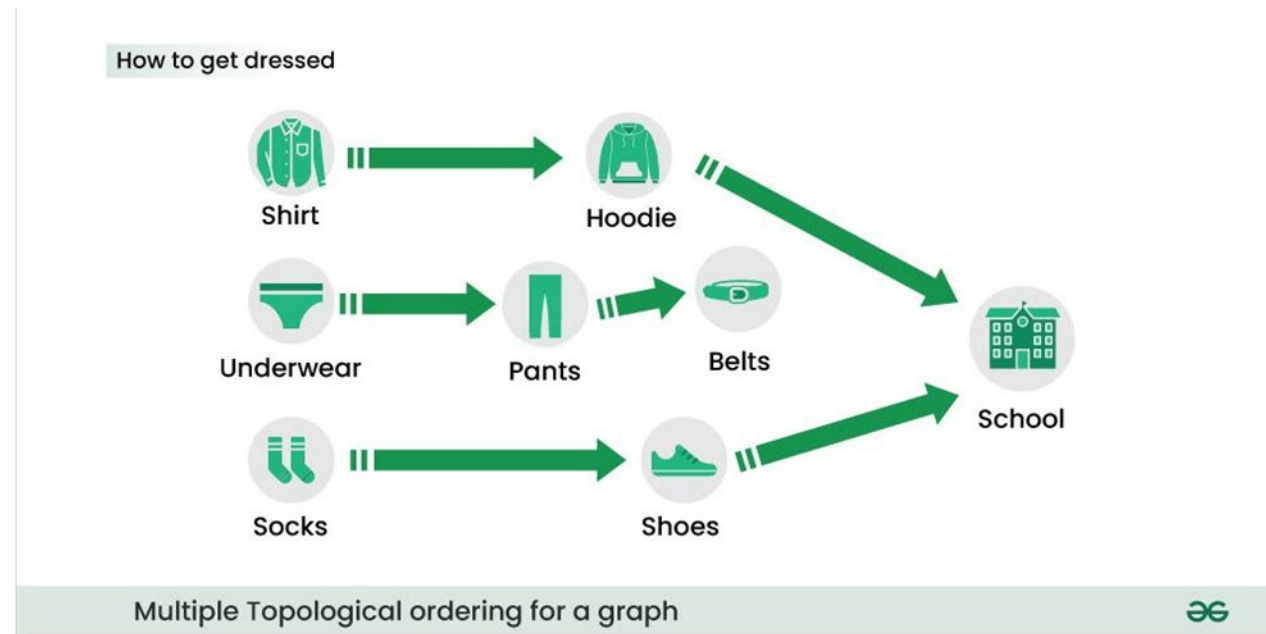 How to get dressed
Shirt
Hoodie
Underwear
Pants
Belts
School
Socks
Shoes
Multiple Topological ordering for a graph